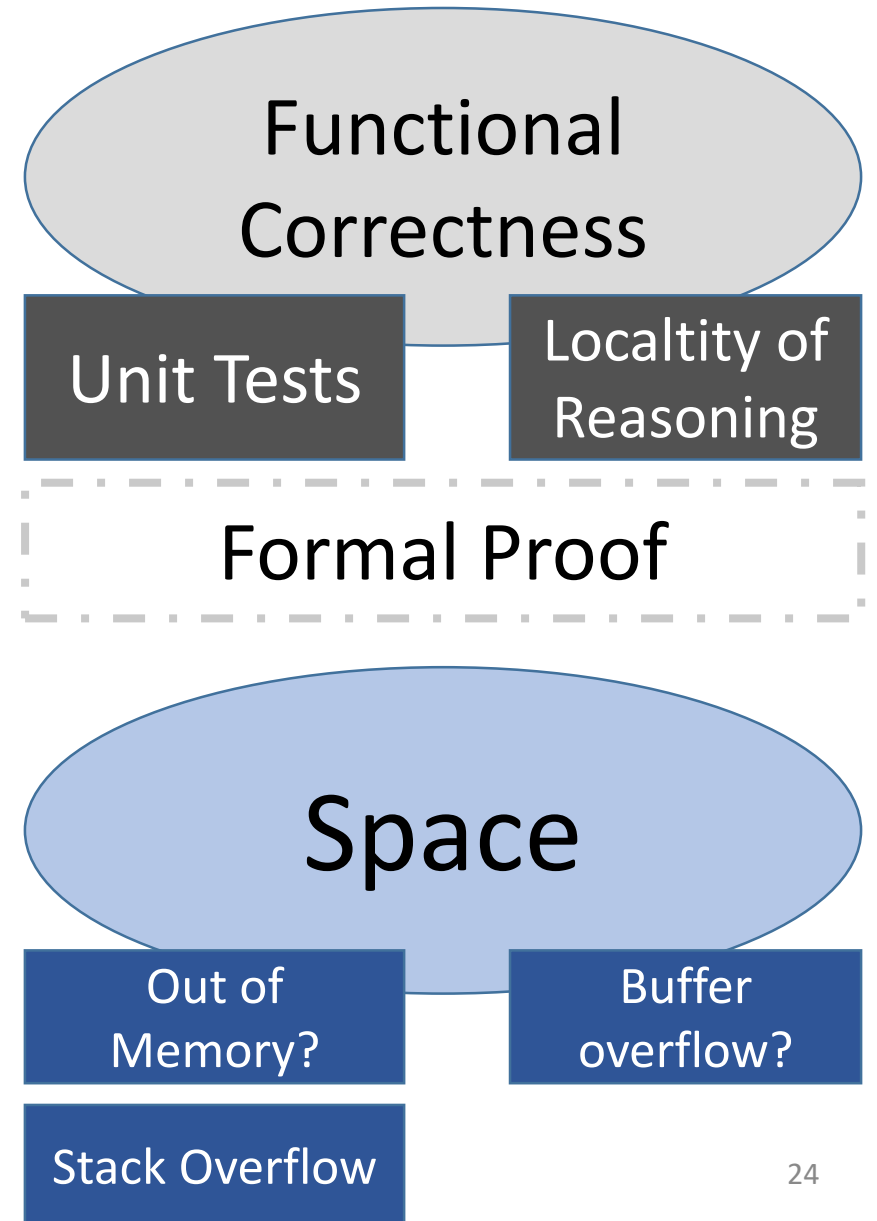 Functional
Correctness
Unit Tests
Localtity of
Reasoning
Formal Proof
Space
Out of
Memory?
Buffer
overflow?
Stack Overflow
24